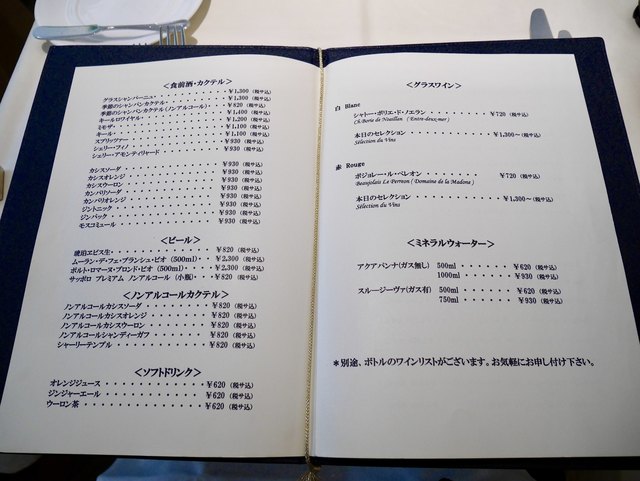 ＜食前酒・カクテル＞
グラスシャンパーニュ・・・・・・・・・・￥1,300（税サ込）
季節のシャンパンカクテル・・・・・・・・￥1,300（税サ込）
季節のシャンパンカクテル（ノンアルコール）・・・￥820（税サ込）
キールロワイヤル・・・・・・・・・・・・￥1,400（税サ込）
ミモザ・・・・・・・・・・・・・・・・・￥1,200（税サ込）
キール・・・・・・・・・・・・・・・・・￥1,100（税サ込）
スプリッツァー・・・・・・・・・・・・・￥1,100（税サ込）
シェリー・フィノ・・・・・・・・・・・・￥930（税サ込）
シェリー・アモンティリャード・・・・・・￥930（税サ込）
カシスソーダ・・・・・・・・・・・・・・￥930（税サ込）
カシスオレンジ・・・・・・・・・・・・・￥930（税サ込）
カシスウーロン・・・・・・・・・・・・・￥930（税サ込）
カンパリソーダ・・・・・・・・・・・・・￥930（税サ込）
カンパリオレンジ・・・・・・・・・・・・￥930（税サ込）
ジントニック・・・・・・・・・・・・・・￥930（税サ込）
ジンバック・・・・・・・・・・・・・・・￥930（税サ込）
モスコミュール・・・・・・・・・・・・・￥930（税サ込）
＜ビール＞
琥珀ヱビス生・・・・・・・・・・・・・￥820（税サ込）
ムーラン・デ・フェ・ブランシュ・ビオ（500ml）・・￥2,300（税サ込）
ポルト・ロマーヌ・ブロンド・ビオ（500ml）・・・￥2,300（税サ込）
サッポロ プレミアム ノンアルコール（小瓶）・・・￥820（税サ込）
＜ノンアルコールカクテル＞
ノンアルコールカシスソーダ・・・・・・・￥820（税サ込）
ノンアルコールカシスオレンジ・・・・・・￥820（税サ込）
ノンアルコールカシスウーロン・・・・・・￥820（税サ込）
ノンアルコールシャンディーガフ・・・・・￥820（税サ込）
シャーリーテンプル・・・・・・・・・・・￥820（税サ込）
＜ソフトドリンク＞
オレンジジュース・・・・・・・・・・・￥620（税サ込）
ジンジャーエール・・・・・・・・・・・￥620（税サ込）
ウーロン茶・・・・・・・・・・・・・・￥620（税サ込）
＜グラスワイン＞
白 Blanc
シャトー・ボリエ・ド・ノエラン・・・・・・￥720（税サ込）
(Entre-deux-mer)
本日のセレクション・・・・・・・・￥1,300～（税サ込）
Sélection du Vins
赤 Rouge
ボジョレー・ル・ペレオン・・・・・・・￥720（税サ込）
Beaujolais Le Perreon ( Domaine de la Madone )
本日のセレクション・・・・・・・・・￥1,300～（税サ込）
Sélection du Vins
＜ミネラルウォーター＞
アクアパンナ(ガス無し) 500ml・・・・・・￥620（税サ込）
1000ml・・・・・・￥930（税サ込）
スルージーヴァ(ガス有) 500ml・・・・・・￥620（税サ込）
750ml・・・・・・￥930（税サ込）
＊別途、ボトルのワインリストがございます。お気軽にお申し付け下さい。